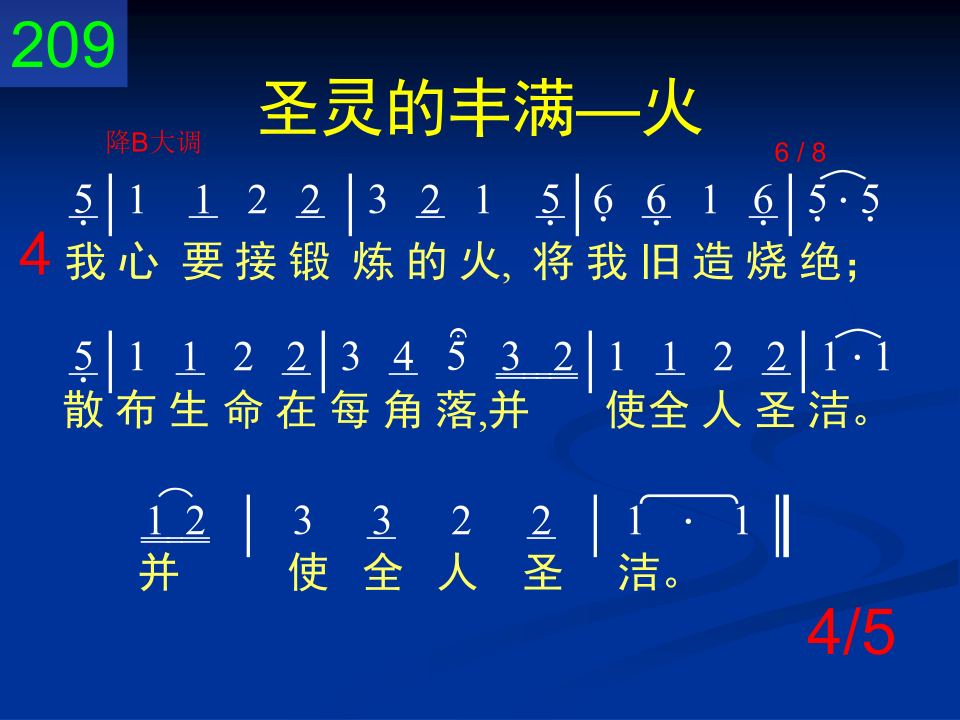 209
圣灵的丰满—火
降B大调
6 / 8
5 | 1 1 2 2 | 3 2 1 5 | 6 6 1 6 | 5 · 5
4
我 心 要 接 锻 炼 的 火, 将 我 旧 造 烧 绝;
5 | 1 1 2 2 | 3 4 5 3 2 | 1 1 2 2 | 1 · 1
散 布 生 命 在 每 角 落,并 使 全 人 圣 洁。
1 2 | 3 3 2 2 | 1 · 1 ‖
并 使 全 人 圣 洁。
4/5